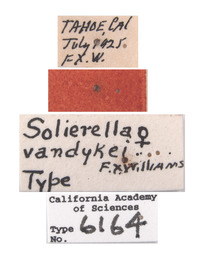 TAHOE, Cal
July 1925
F.X.W.
Solierella ♀
vandykei
F.X. Williams
Type
California Academy
of Sciences
Type
No. 6164